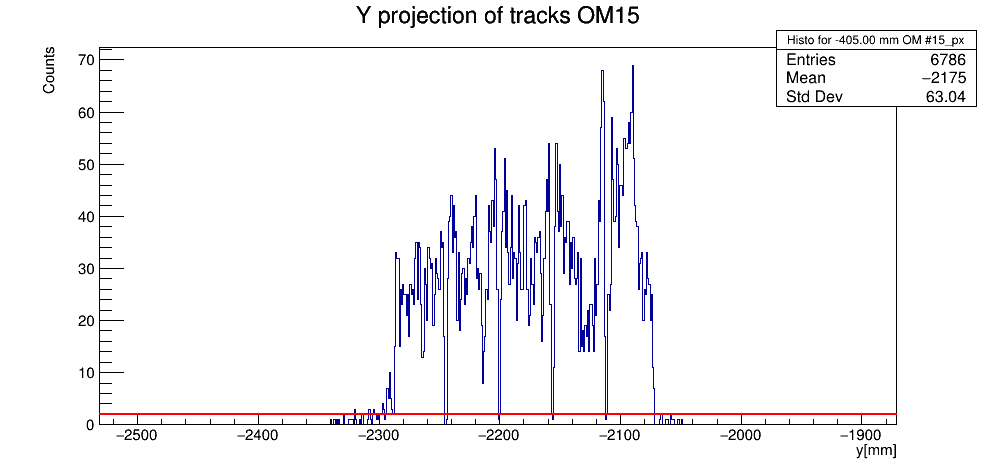 Y projection of tracks OM15
Histo for -405.00 mm OM #15_px
Entries 6786
Mean −2175
Std Dev 63.04
Counts
70
60
50
40
30
20
10
0
−2500 −2400 −2300 −2200 −2100 −2000 −1900
y[mm]